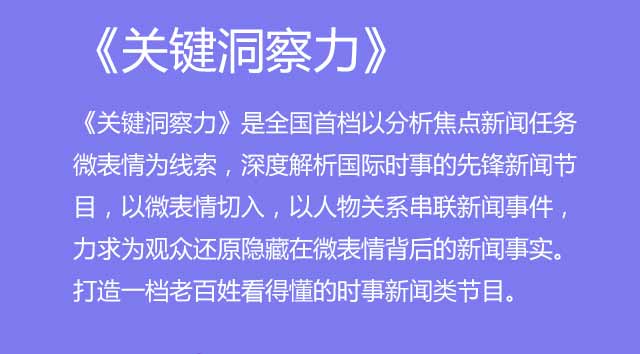 《关键洞察力》
《关键洞察力》是全国首档以分析焦点新闻任务
微表情为线索，深度解析国际时事的先锋新闻节
目，以微表情切入，以人物关系串联新闻事件，
力求为观众还原隐藏在微表情背后的新闻事实。
打造一档老百姓看得懂的时事新闻类节目。